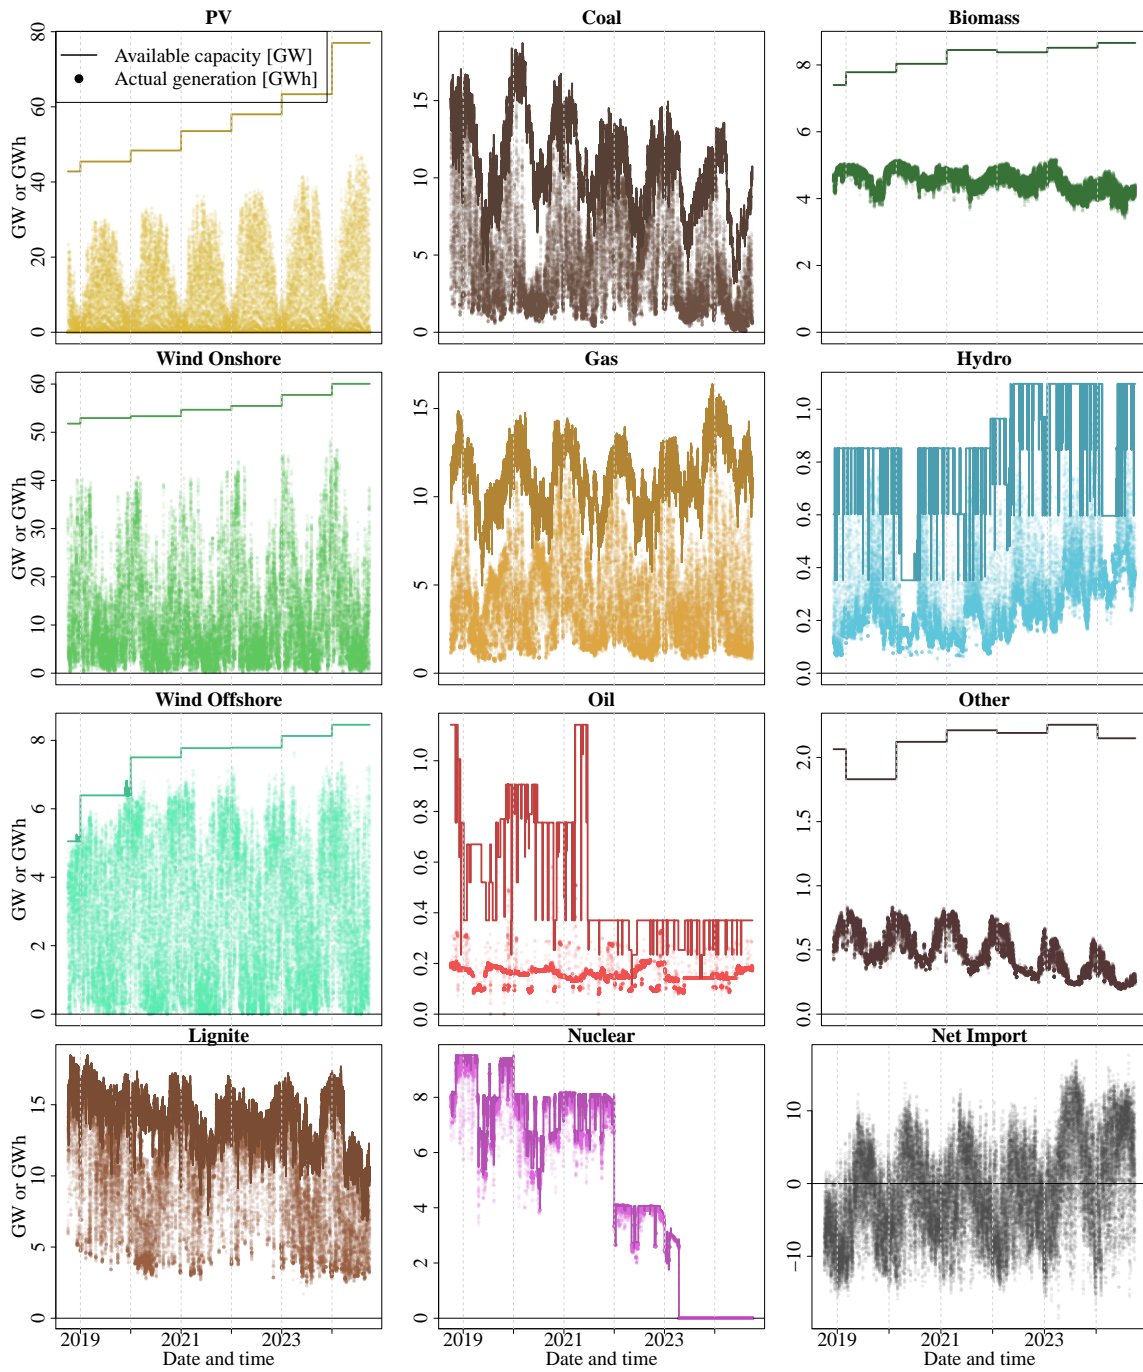 PV
Coal
Biomass
GW or GWh
0
20
40
60
80
Available capacity [GW]
Actual generation [GWh]
0
5
10
15
0
2
4
6
8
Wind Onshore
Gas
Hydro
GW or GWh
0
10
20
30
40
50
60
0
5
10
15
0.0
0.2
0.4
0.6
0.8
1.0
Wind Offshore
Oil
Other
GW or GWh
0
2
4
6
8
0.0
0.2
0.4
0.6
0.8
1.0
0.0
0.5
1.0
1.5
2.0
Lignite
Nuclear
Net Import
GW or GWh
0
5
10
15
0
2
4
6
8
−10
0
10
2019 2021 2023
2019 2021 2023
2019 2021 2023
Date and time
Date and time
Date and time